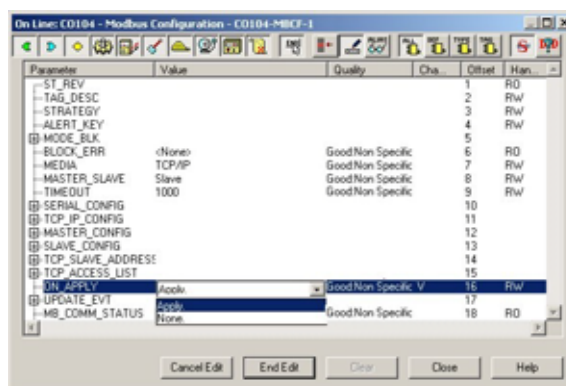 On Line: CO104 - Modbus Configuration - CO104-MBCF-1
Parameter Value Quality Cha... Offset Han...
ST_REV 1 RO
TAG_DESC 2 RW
STRATEGY 3 RW
ALERT_KEY 4 RW
MODE_BLK 5
BLOCK_ERR <None> Good:Non Specific 6 RO
MEDIA TCP/IP Good:Non Specific 7 RW
MASTER_SLAVE Slave Good:Non Specific 8 RW
TIMEOUT 1000 Good:Non Specific 9 RW
SERIAL_CONFIG 10
TCP_IP_CONFIG 11
MASTER_CONFIG 12
SLAVE_CONFIG 13
TCP_SLAVE_ADDRESS 14
TCP_ACCESS_LIST 15
ON_APPLY Apply. Good:Non Specific V 16 RW
UPDATE_EVT Apply. 17
MB_COMM_STATUS None. Good:Non Specific 18 RO
Cancel Edit End Edit Clear Close Help